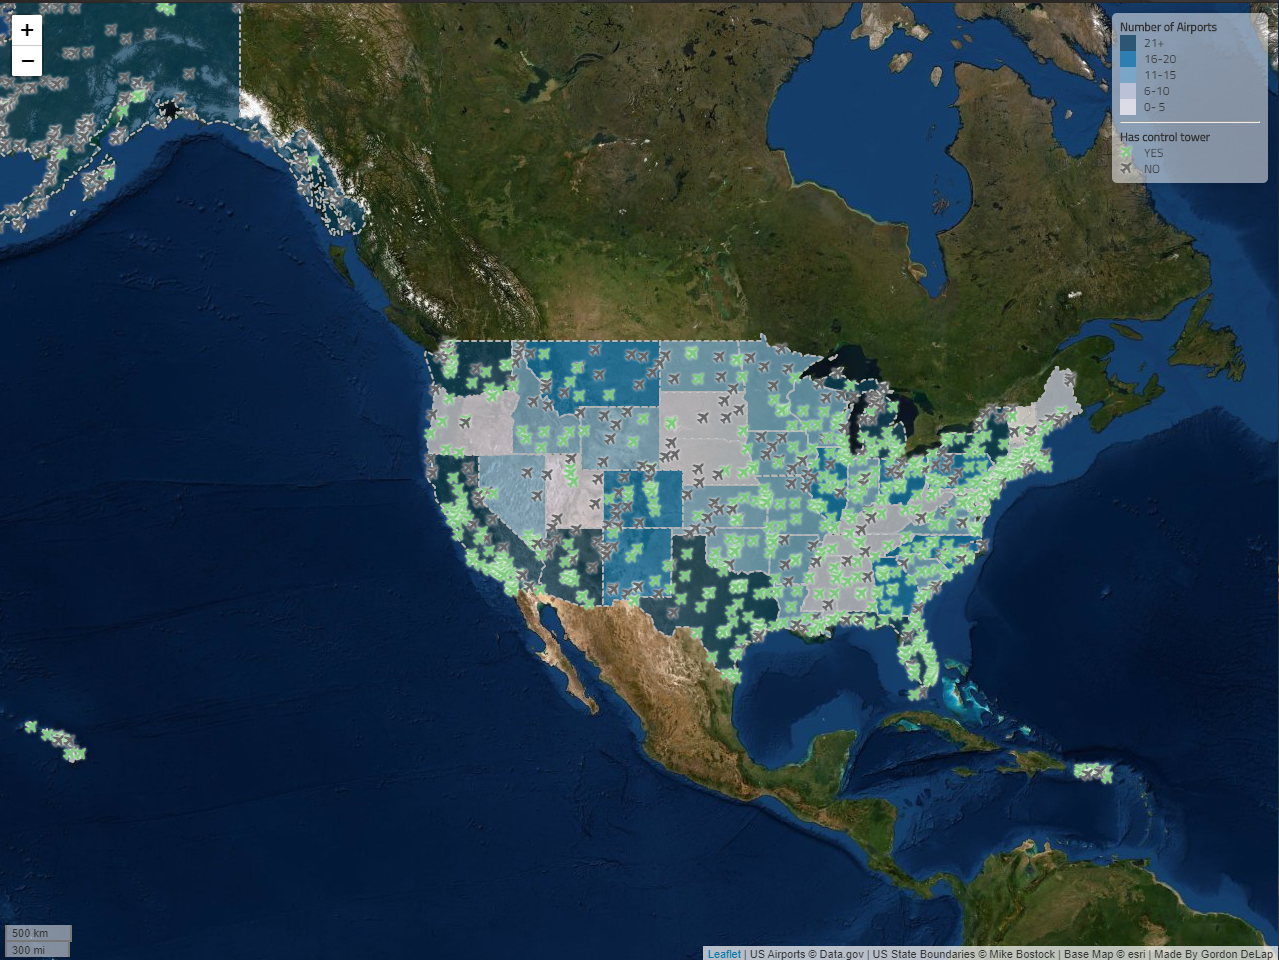 +
−
Number of Airports
21+
16-20
11-15
6-10
0- 5
Has control tower
YES
NO
500 km
300 mi
Leaflet | US Airports © Data.gov | US State Boundaries © Mike Bostock | Base Map © esri | Made By Gordon DeLap